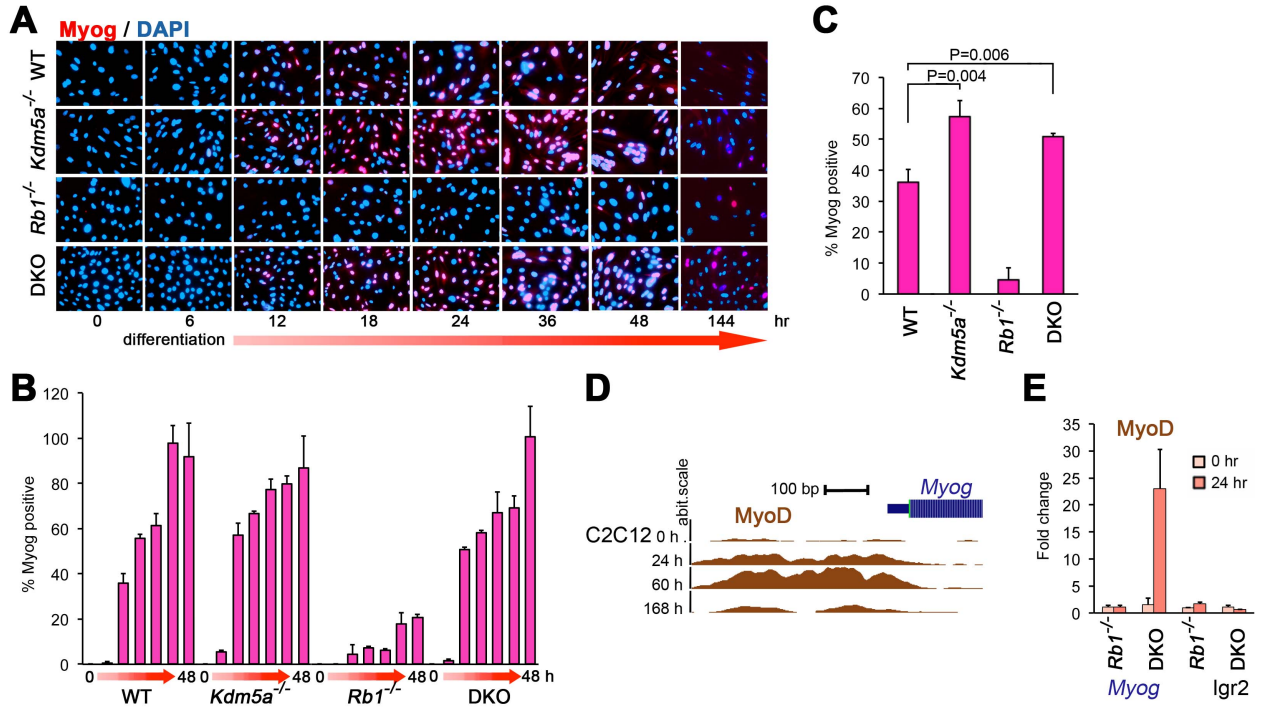 A
Myog / DAPI
WT
Kdm5a-/-
Rb1-/-
DKO
0 6 12 18 24 36 48 144 hr
differentiation
B
% Myog positive
120
100
80
60
40
20
0
0 48 0 48 0 48 0 48 h
WT Kdm5a-/- Rb1-/- DKO
C
P=0.006
P=0.004
% Myog positive
70
60
50
40
30
20
10
0
WT
Kdm5a-/-
Rb1-/-
DKO
D
abit.scale
100 bp
Myog
MyoD
C2C12 0 h
24 h
60 h
168 h
E
MyoD
Fold change
35
30
25
20
15
10
5
0
0 hr
24 hr
Rb1-/-
DKO
Rb1-/-
DKO
Myog Igr2